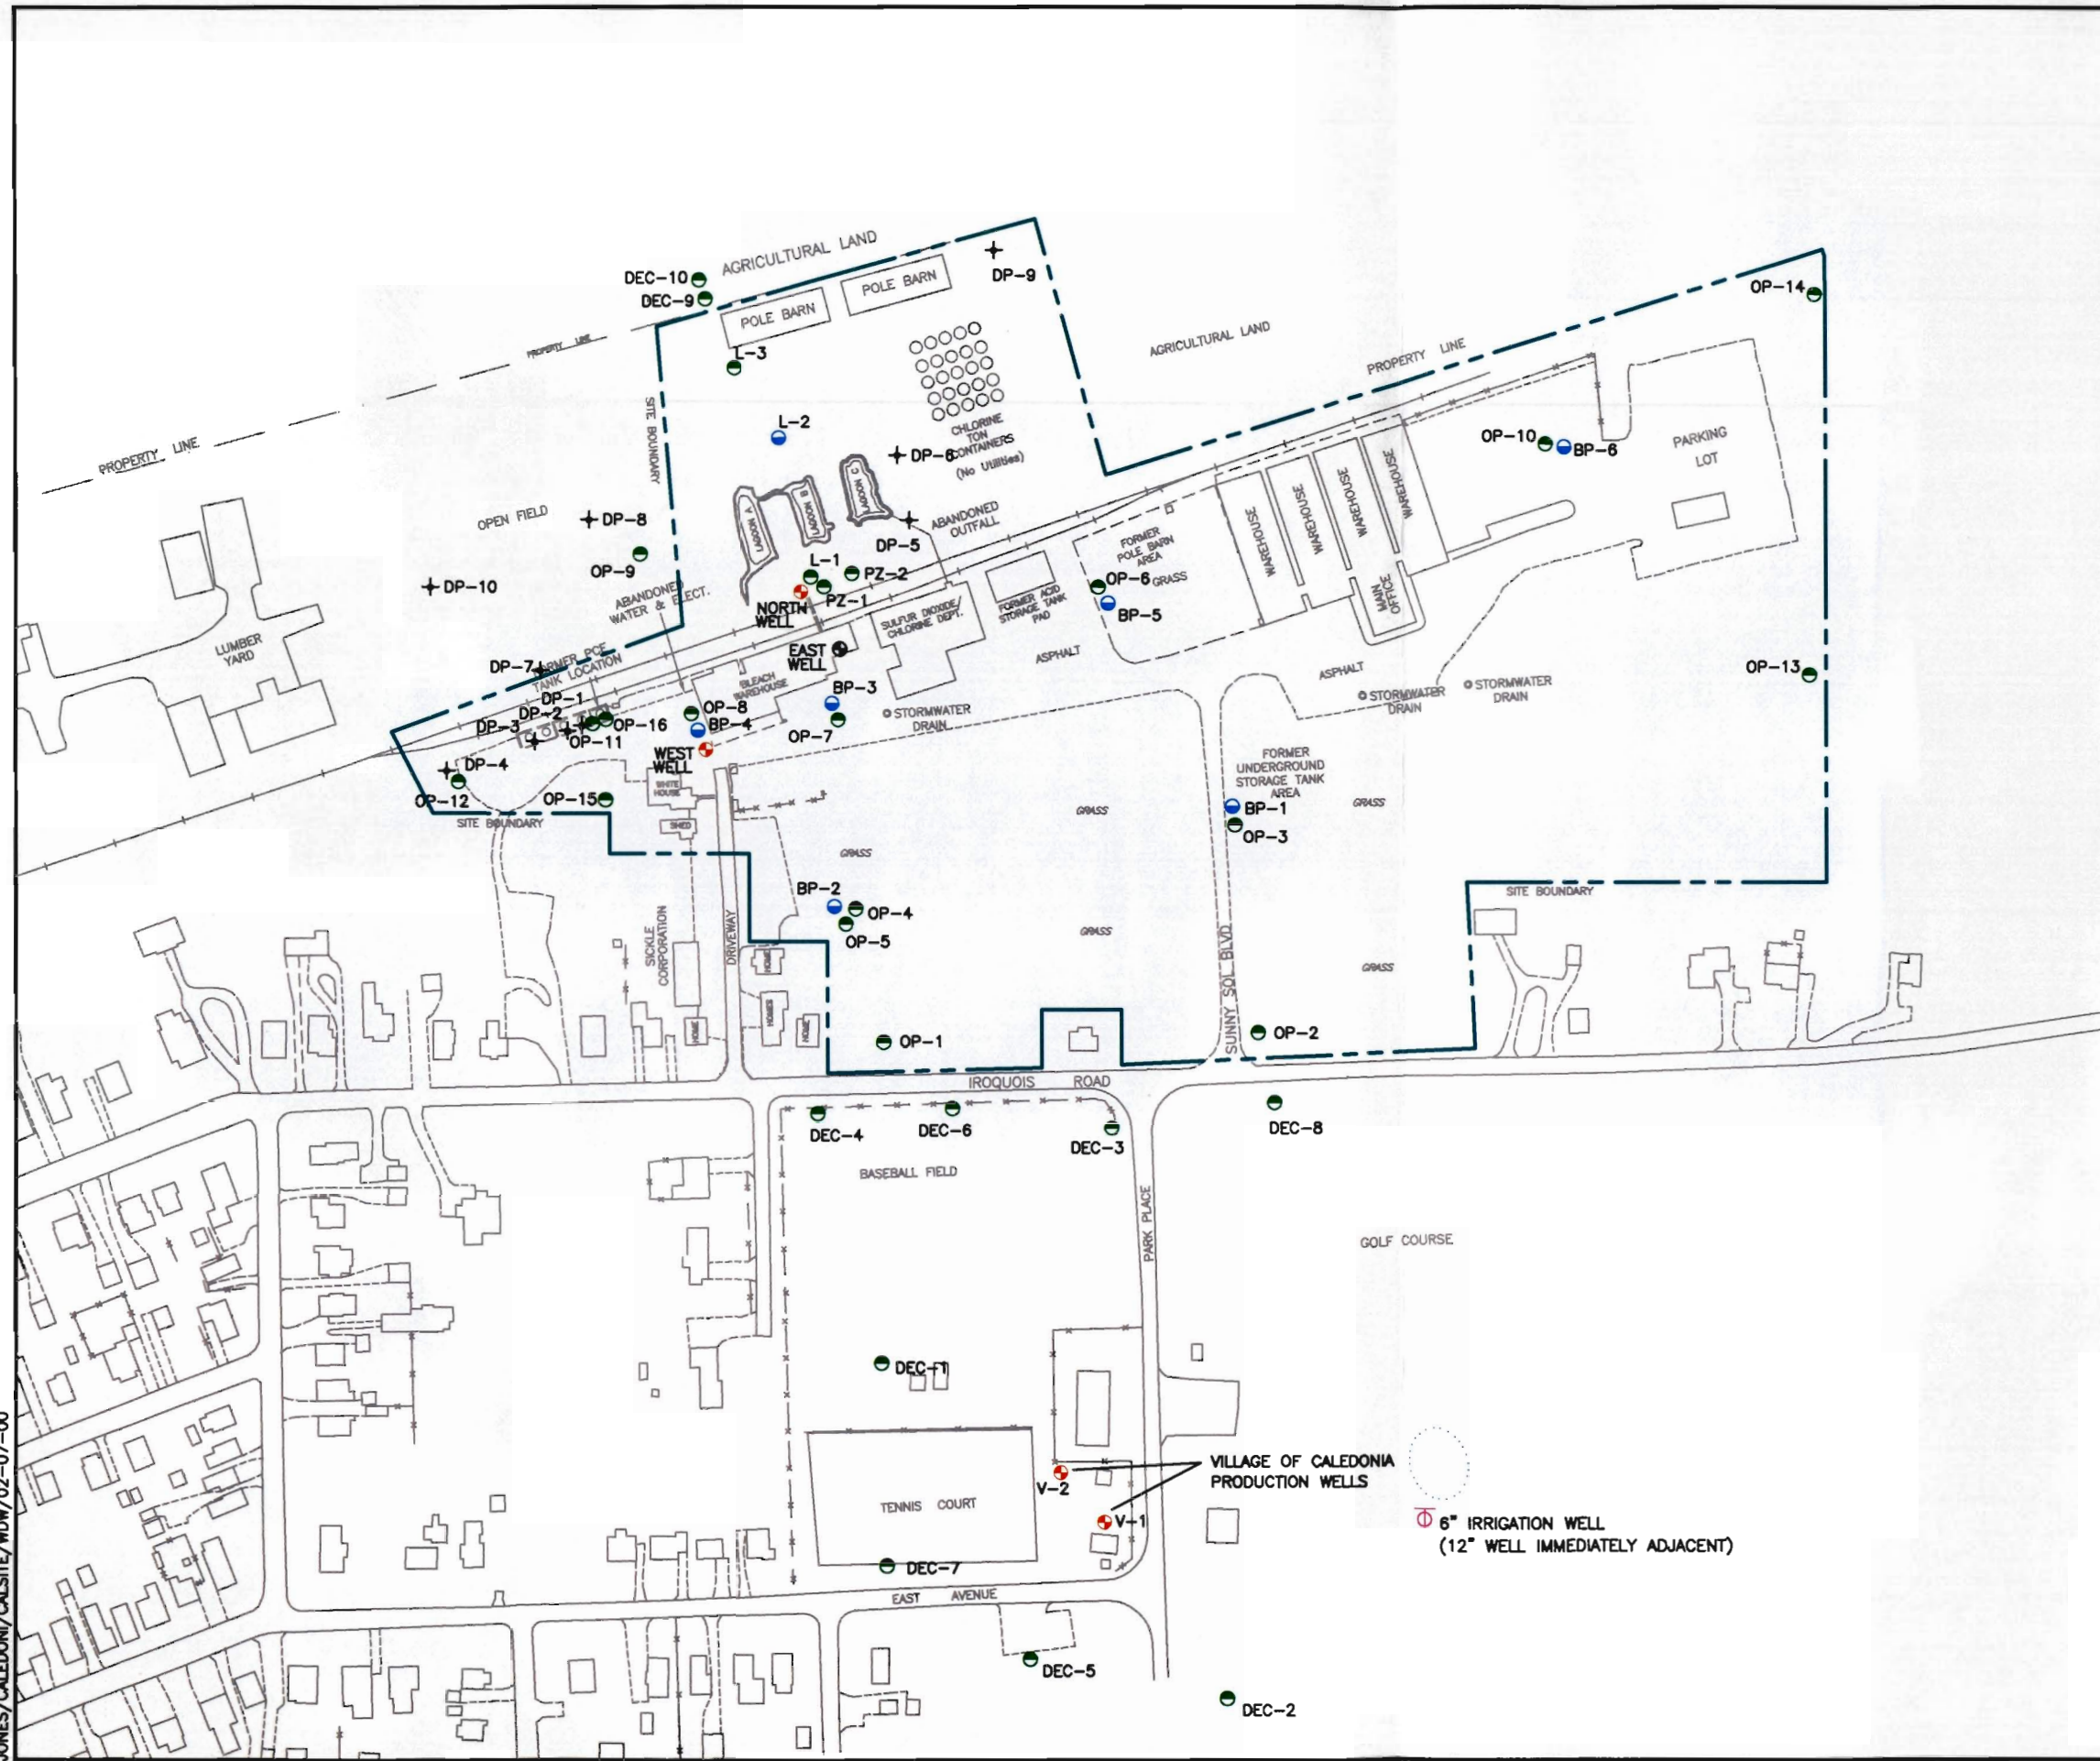 AGRICULTURAL LAND
DEC-10
DEC-9
POLE BARN
POLE BARN
DP-9
OP-14
L-3
PROPERTY LINE
AGRICULTURAL LAND
PROPERTY LINE
SITE BOUNDARY
L-2
CHLORINE
TON
CONTAINERS
(No Utilities)
DP-6
OP-10
BP-6
PARKING
LOT
PROPERTY LINE
LAGOON A
LAGOON B
LAGOON C
WAREHOUSE
WAREHOUSE
WAREHOUSE
WAREHOUSE
OPEN FIELD
DP-8
ABANDONED
OUTFALL
DP-5
FORMER
POLE BARN
AREA
OP-9
L-1
PZ-2
OP-6
GRASS
DP-10
ABANDONED
WATER & ELECT.
PZ-1
NORTH
WELL
SULFUR DIOXIDE/
CHLORINE DEPT.
FORMER ACID
STORAGE TANK
PAD
BP-5
MAIN
OFFICE
LUMBER
YARD
EAST
WELL
ASPHALT
ASPHALT
OP-13
DP-7
FORMER PCE
TANK LOCATION
BLEACH
WAREHOUSE
BP-3
DP-1
DP-2
DP-3
OP-16
OP-11
OP-8
BP-4
STORMWATER
DRAIN
STORMWATER
DRAIN
STORMWATER
DRAIN
OP-7
WEST
WELL
DP-4
OP-12
OP-15
WHITE
HOUSE
FORMER
UNDERGROUND
STORAGE TANK
AREA
GRASS
GRASS
BP-1
OP-3
SITE BOUNDARY
SHED
GRASS
BP-2
OP-4
OP-5
SITE BOUNDARY
SICKLE
CORPORATION
DRIVEWAY
GRASS
HOME
GRASS
SUNNY SOL BLVD.
HOME
HOMES
HOME
OP-1
OP-2
IROQUOIS ROAD
DEC-4
DEC-6
DEC-3
DEC-8
BASEBALL FIELD
PARK PLACE
GOLF COURSE
DEC-11
VILLAGE OF CALEDONIA
PRODUCTION WELLS
V-2
TENNIS COURT
V-1
6" IRRIGATION WELL
(12" WELL IMMEDIATELY ADJACENT)
DEC-7
EAST AVENUE
DEC-5
DEC-2
JONES/CALEDONI/CALSITE/WDW/02-07-00